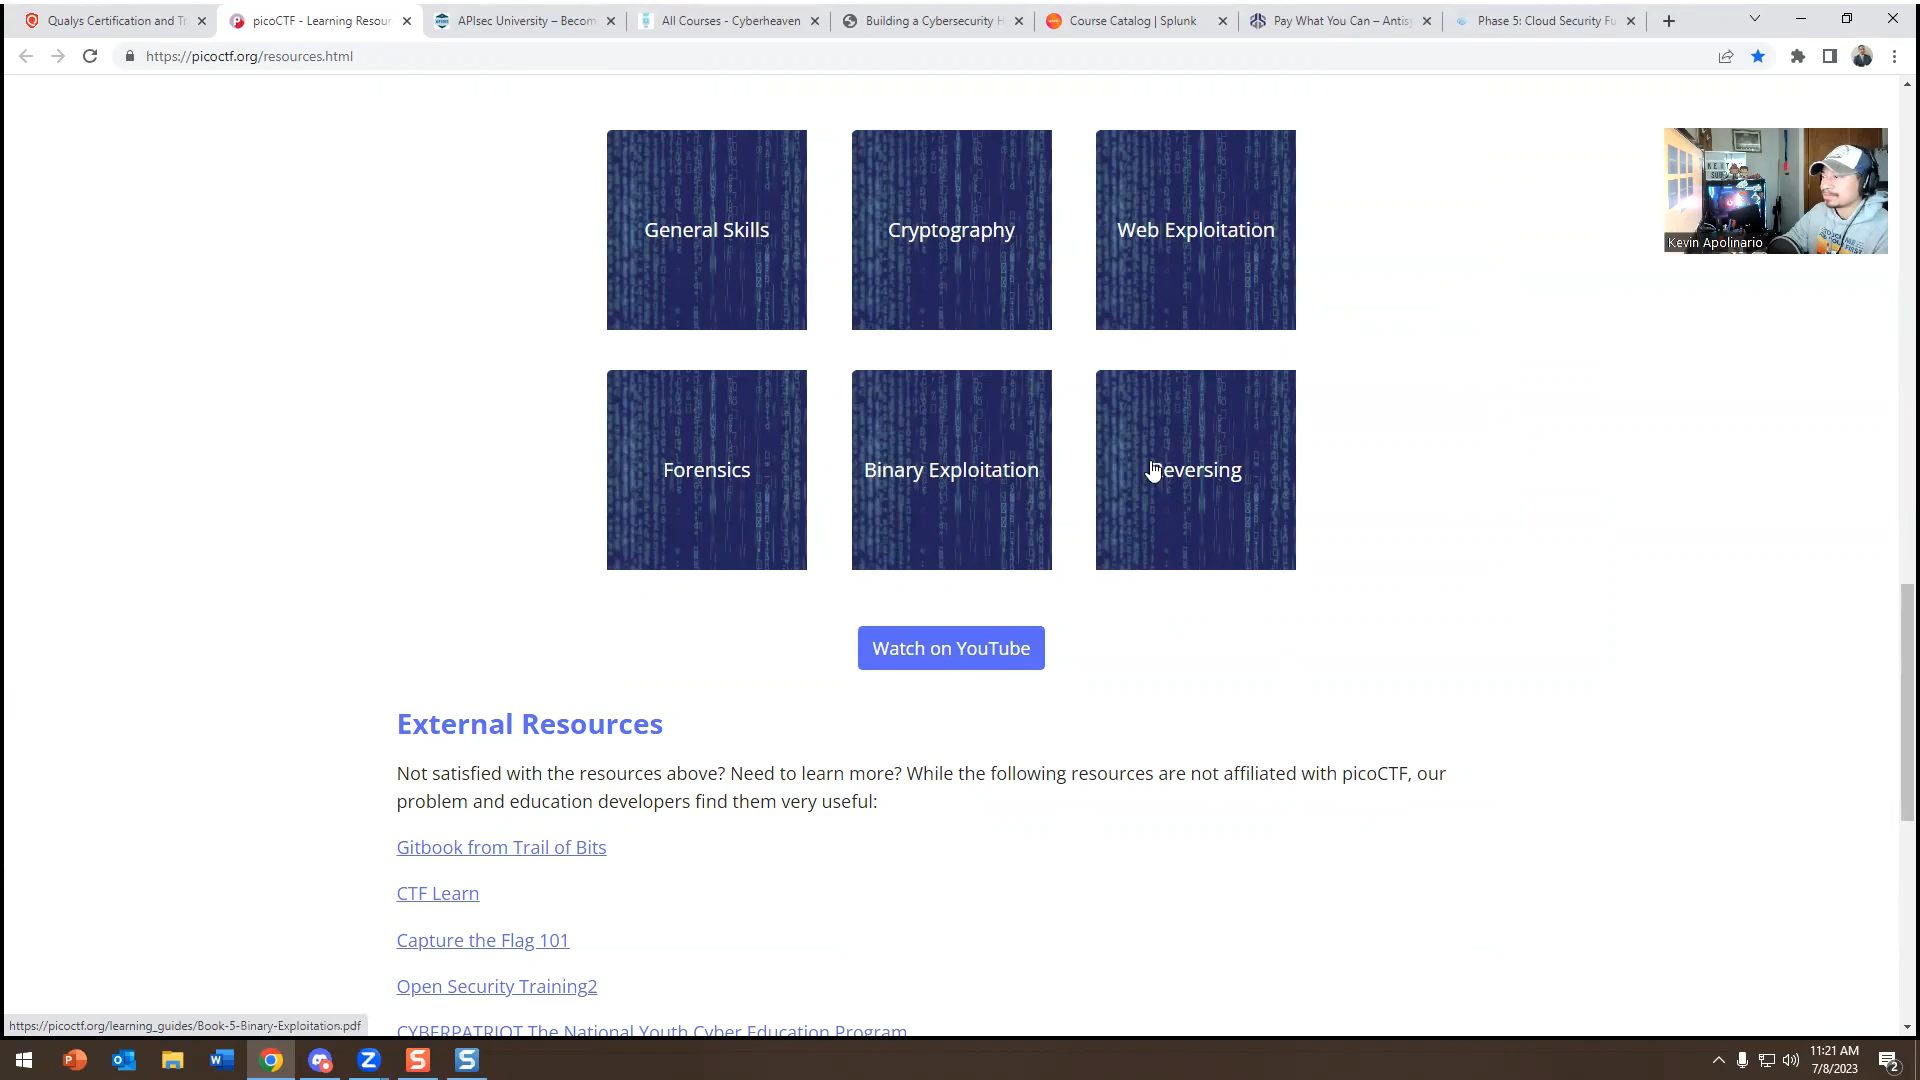 Qualys Certification and Tr
picoCTF - Learning Resour
APIsec University – Becom
All Courses - Cyberheaven
Building a Cybersecurity H
Course Catalog | Splunk
Pay What You Can – Antis
Phase 5: Cloud Security Fu
https://picoctf.org/resources.html
General Skills
Cryptography
Web Exploitation
Kevin Apolinario
Forensics
Binary Exploitation
Reversing
Watch on YouTube
External Resources
Not satisfied with the resources above? Need to learn more? While the following resources are not affiliated with picoCTF, our
problem and education developers find them very useful:
Gitbook from Trail of Bits
CTF Learn
Capture the Flag 101
Open Security Training2
CYBERPATRIOT The National Youth Cyber Education Program
https://picoctf.org/learning_guides/Book-5-Binary-Exploitation.pdf
11:21 AM
7/8/2023
2